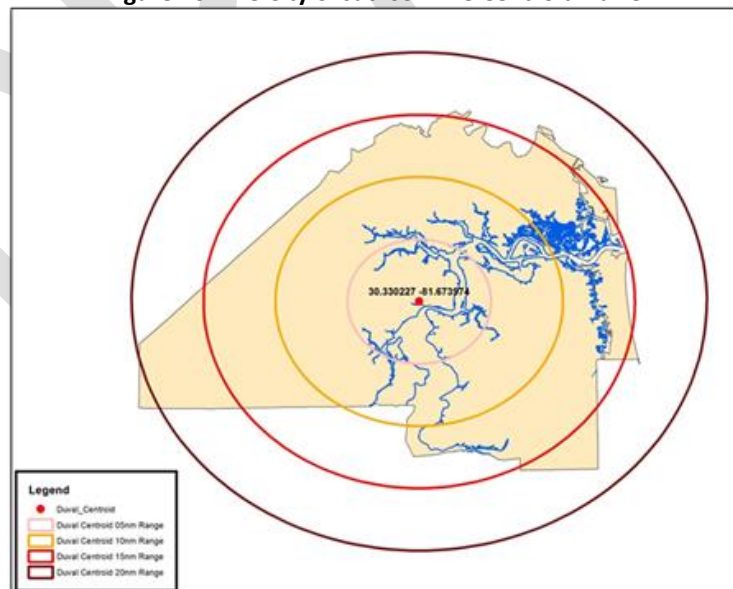 30.330227 -81.673974
Legend
Duval_Centroid
Duval Centroid 05nm Range
Duval Centroid 10nm Range
Duval Centroid 15nm Range
Duval Centroid 20nm Range